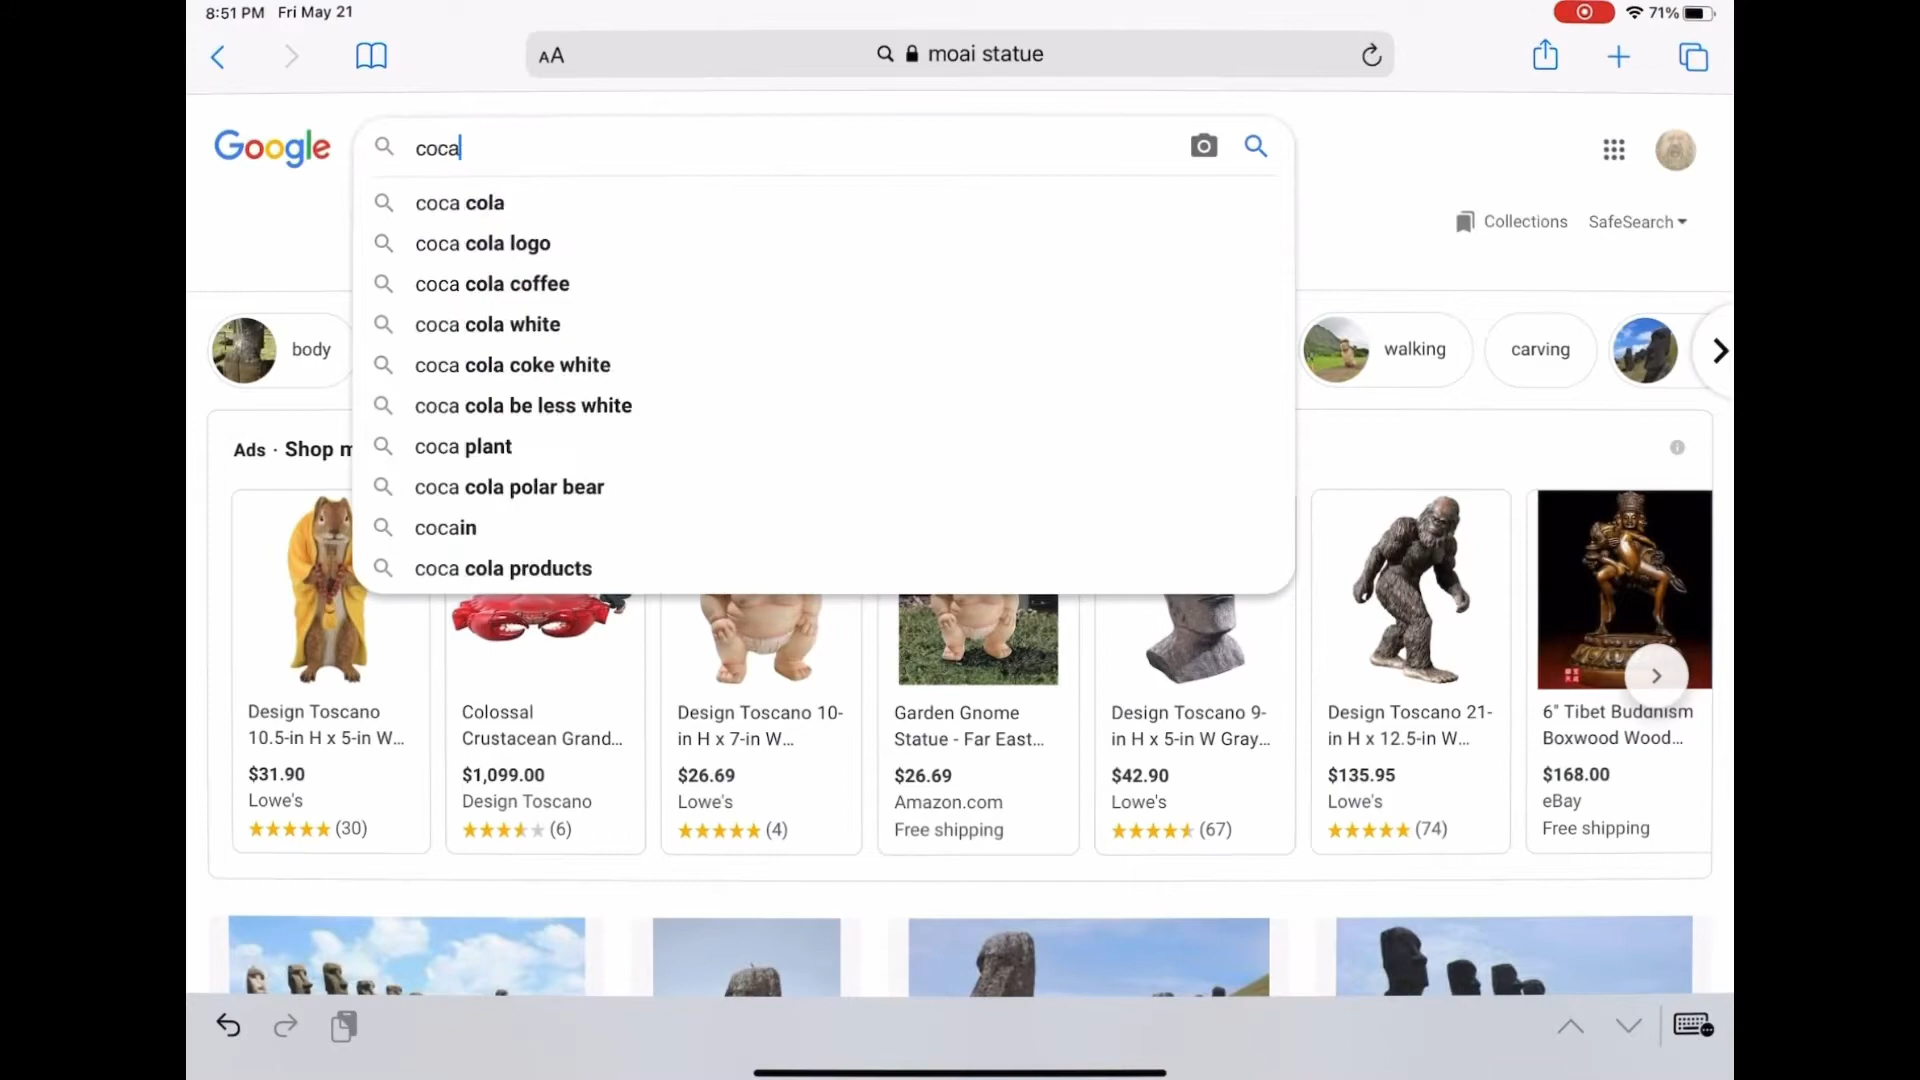 8:51 PM Fri May 21
71%
AA
moai statue
Google
coca
coca cola
coca cola logo
coca cola coffee
coca cola white
coca cola coke white
coca cola be less white
coca plant
coca cola polar bear
cocain
coca cola products
Collections
SafeSearch
body
walking
carving
Ads · Shop m
Design Toscano
10.5-in H x 5-in W...
$31.90
Lowe's
(30)
Colossal
Crustacean Grand...
$1,099.00
Design Toscano
(6)
Design Toscano 10-
in H x 7-in W...
$26.69
Lowe's
(4)
Garden Gnome
Statue - Far East...
$26.69
Amazon.com
Free shipping
Design Toscano 9-
in H x 5-in W Gray...
$42.90
Lowe's
(67)
Design Toscano 21-
in H x 12.5-in W...
$135.95
Lowe's
(74)
6" Tibet Buddhism
Boxwood Wood...
$168.00
eBay
Free shipping